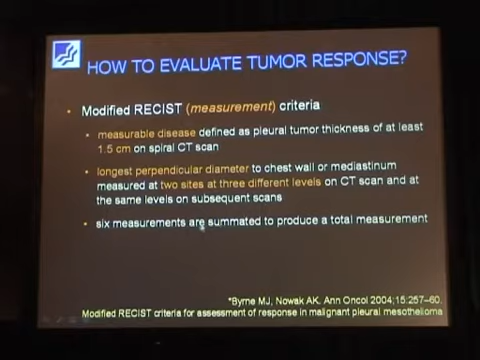 HOW TO EVALUATE TUMOR RESPONSE?
• Modified RECIST (measurement) criteria
• measurable disease defined as pleural tumor thickness of at least
1.5 cm on spiral CT scan
• longest perpendicular diameter to chest wall or mediastinum
measured at two sites at three different levels on CT scan and at
the same levels on subsequent scans
• six measurements are summated to produce a total measurement
*Byrne MJ, Nowak AK. Ann Oncol 2004;15:257–60.
Modified RECIST criteria for assessment of response in malignant pleural mesothelioma